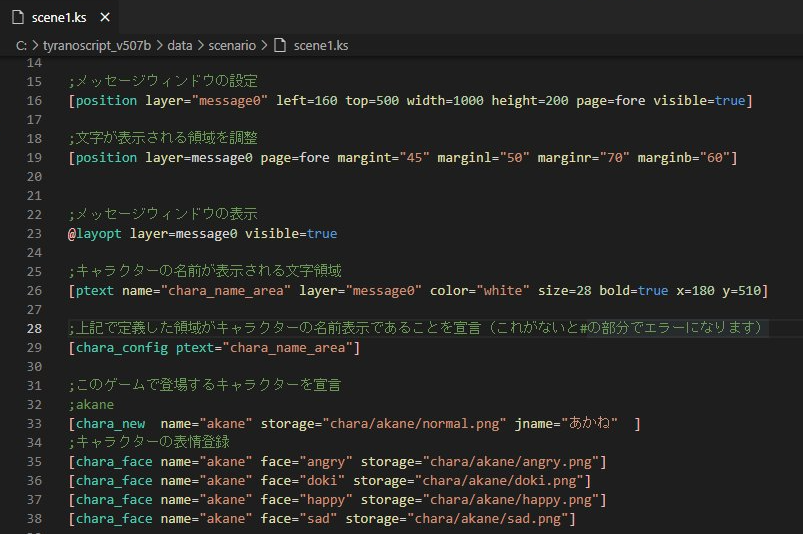 scene1.ks ×
C: > tyranoscript_v507b > data > scenario > scene1.ks
14
15 ;メッセージウィンドウの設定
16 [position layer="message0" left=160 top=500 width=1000 height=200 page=fore visible=true]
17
18 ;文字が表示される領域を調整
19 [position layer=message0 page=fore margint="45" marginl="50" marginr="70" marginb="60"]
20
21
22 ;メッセージウィンドウの表示
23 @layopt layer=message0 visible=true
24
25 ;キャラクターの名前が表示される文字領域
26 [ptext name="chara_name_area" layer="message0" color="white" size=28 bold=true x=180 y=510]
27
28 ;上記で定義した領域がキャラクターの名前表示であることを宣言（これがないと#の部分でエラーになります）
29 [chara_config ptext="chara_name_area"]
30
31 ;このゲームで登場するキャラクターを宣言
32 ;akane
33 [chara_new  name="akane" storage="chara/akane/normal.png" jname="あかね"  ]
34 ;キャラクターの表情登録
35 [chara_face name="akane" face="angry" storage="chara/akane/angry.png"]
36 [chara_face name="akane" face="doki" storage="chara/akane/doki.png"]
37 [chara_face name="akane" face="happy" storage="chara/akane/happy.png"]
38 [chara_face name="akane" face="sad" storage="chara/akane/sad.png"]